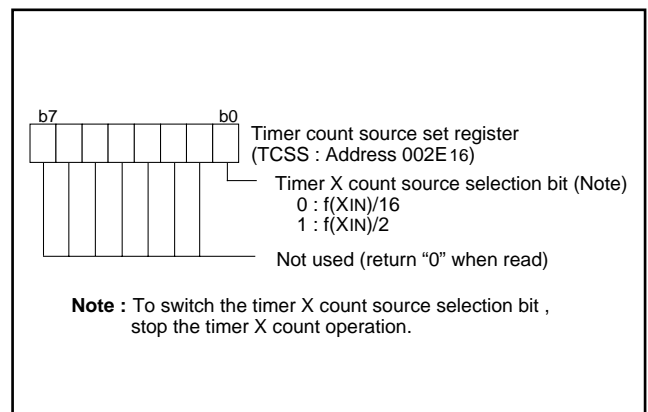 b7 b0
Timer count source set register
(TCSS : Address 002E16)
Timer X count source selection bit (Note)
0 : f(XIN)/16
1 : f(XIN)/2
Not used (return “0” when read)
Note : To switch the timer X count source selection bit ,
stop the timer X count operation.